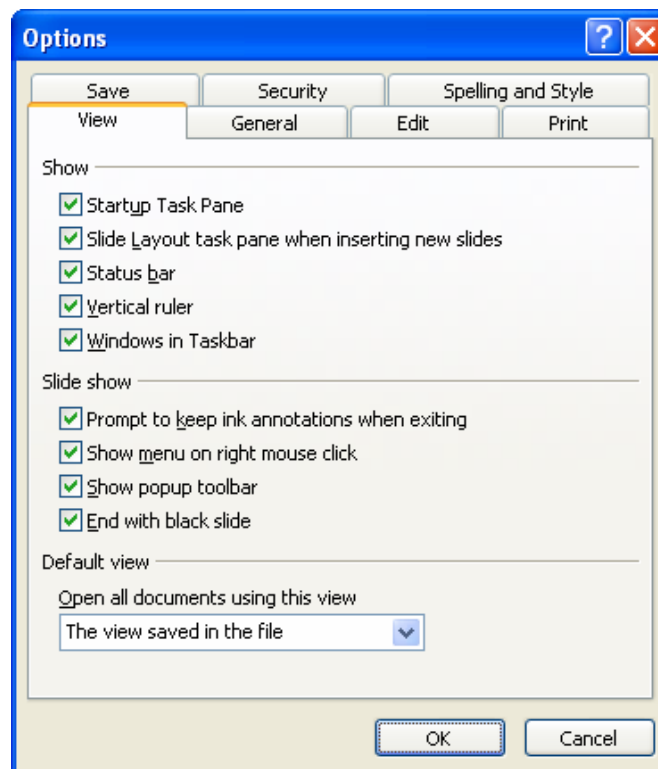 Options
Save Security Spelling and Style
View General Edit Print
Show
Startup Task Pane
Slide Layout task pane when inserting new slides
Status bar
Vertical ruler
Windows in Taskbar
Slide show
Prompt to keep ink annotations when exiting
Show menu on right mouse click
Show popup toolbar
End with black slide
Default view
Open all documents using this view
The view saved in the file
OK Cancel